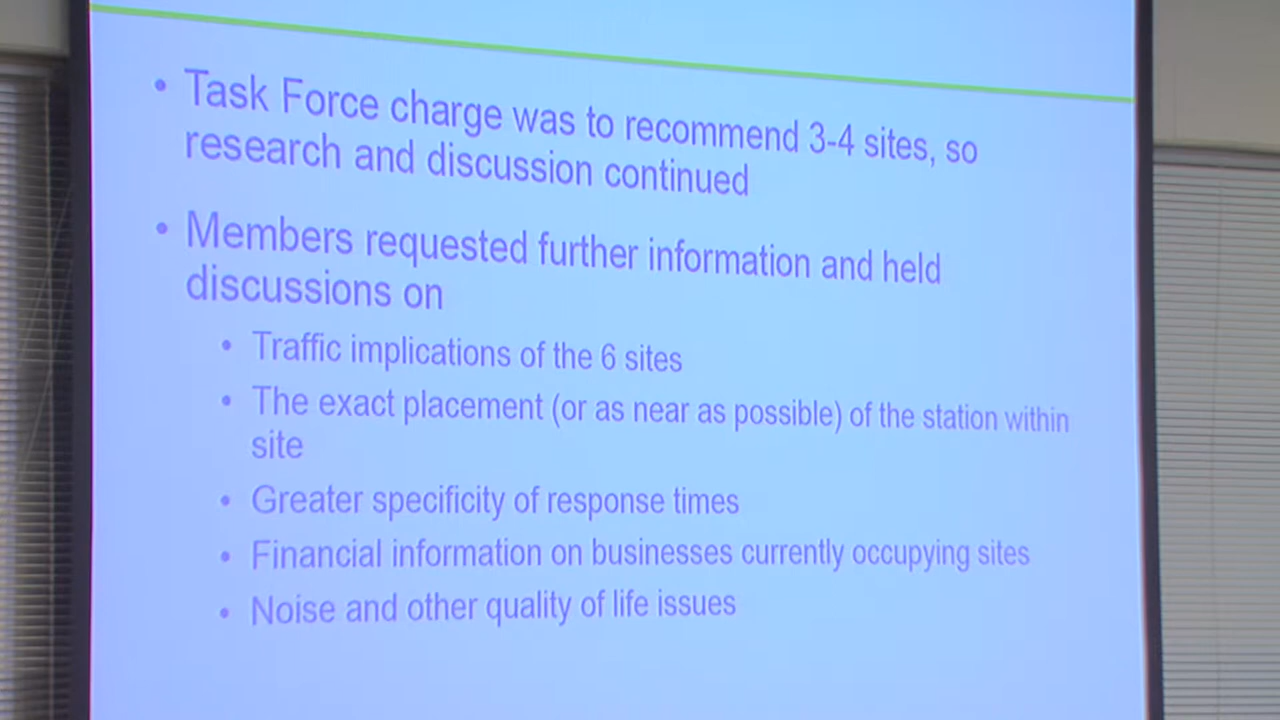 • Task Force charge was to recommend 3-4 sites, so
research and discussion continued
• Members requested further information and held
discussions on
• Traffic implications of the 6 sites
• The exact placement (or as near as possible) of the station within
site
• Greater specificity of response times
• Financial information on businesses currently occupying sites
• Noise and other quality of life issues